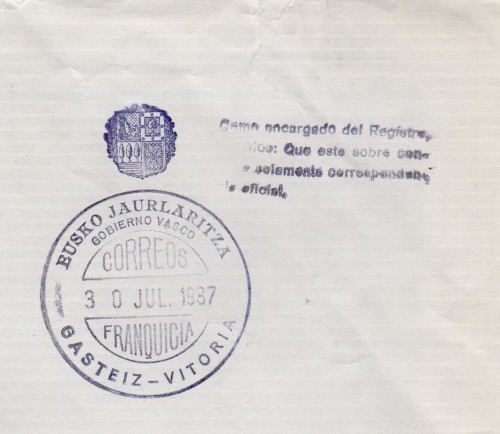 Como encargado del Registro,
Que este sobre con-
solamente correspondenc
oficial.
EUSKO JAURLARITZA
GOBIERNO VASCO
CORREOS
30 JUL. 1987
FRANQUICIA
GASTEIZ-VITORIA